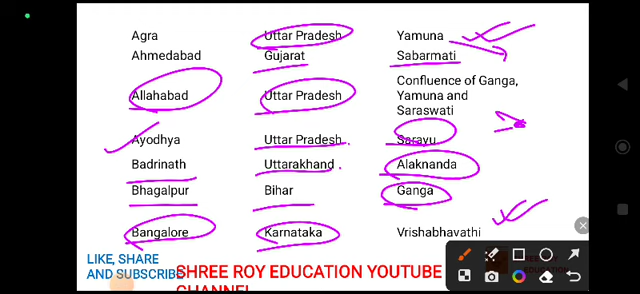 Agra Uttar Pradesh Yamuna
Ahmedabad Gujarat Sabarmati
Allahabad Uttar Pradesh Confluence of Ganga,
Yamuna and
Saraswati
Ayodhya Uttar Pradesh Sarayu
Badrinath Uttarakhand Alaknanda
Bhagalpur Bihar Ganga
Bangalore Karnataka Vrishabhavathi
LIKE, SHARE
AND SUBSCRIBE
SHREE ROY EDUCATION YOUTUBE
CHANNEL